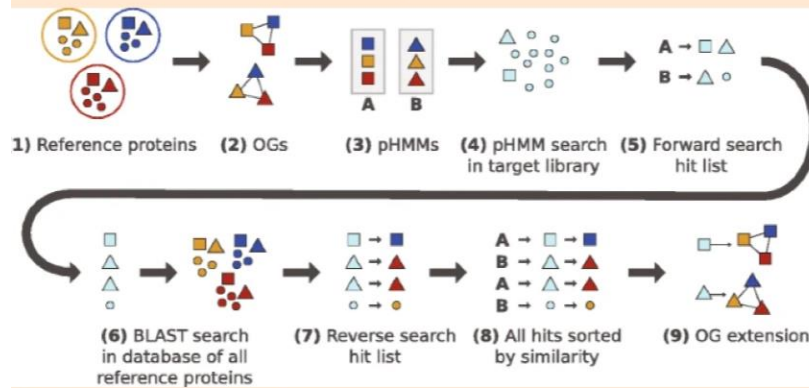 1) Reference proteins
(2) OGs
A
B
(3) pHMMs
(4) pHMM search
in target library
A
B
(5) Forward search
hit list
(6) BLAST search
in database of all
reference proteins
(7) Reverse search
hit list
A
B
A
B
(8) All hits sorted
by similarity
(9) OG extension